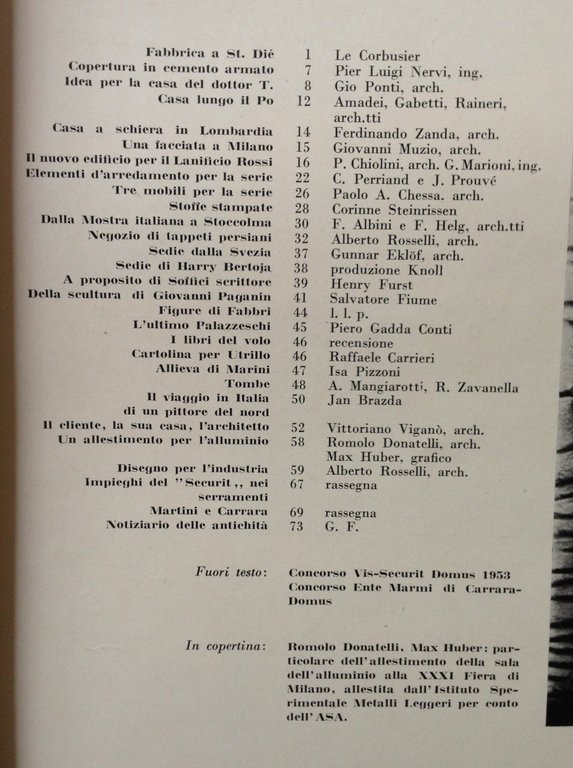 Fabbrica a St. Dié 1 Le Corbusier
Copertura in cemento armato 7 Pier Luigi Nervi, ing.
Idea per la casa del dottor T. 8 Gio Ponti, arch.
Casa lungo il Po 12 Amadei, Gabetti, Raineri,
arch.tti
Casa a schiera in Lombardia 14 Ferdinando Zanda, arch.
Una facciata a Milano 15 Giovanni Muzio, arch.
Il nuovo edificio per il Lanificio Rossi 16 P. Chiolini, arch. G. Marioni, ing.
Elementi d'arredamento per la serie 22 C. Perriand e J. Prouvé
Tre mobili per la serie 26 Paolo A. Chessa. arch.
Stoffe stampate 28 Corinne Steinrissen
Dalla Mostra italiana a Stoccolma 30 F. Albini e F. Helg, arch.tti
Negozio di tappeti persiani 32 Alberto Rosselli, arch.
Sedie dalla Svezia 37 Gunnar Eklöf, arch.
Sedie di Harry Bertoja 38 produzione Knoll
A proposito di Soffici scrittore 39 Henry Furst
Della scultura di Giovanni Paganin 41 Salvatore Fiume
Figure di Fabbri 44 l. l. p.
L'ultimo Palazzeschi 45 Piero Gadda Conti
I libri del volo 46 recensione
Cartolina per Utrillo 46 Raffaele Carrieri
Allieva di Marini 47 Isa Pizzoni
Tombe 48 A. Mangiarotti, R. Zavanella
Il viaggio in Italia 50 Jan Brazda
di un pittore del nord
Il cliente, la sua casa, l'architetto 52 Vittoriano Viganò, arch.
Un allestimento per l'alluminio 58 Romolo Donatelli, arch.
Max Huber, grafico
Disegno per l'industria 59 Alberto Rosselli, arch.
Impieghi del "Securit,, nei 67 rassegna
serramenti
Martini e Carrara 69 rassegna
Notiziario delle antichità 73 G. F.
Fuori testo: Concorso Vis-Securit Domus 1953
Concorso Ente Marmi di Carrara-
Domus
In copertina: Romolo Donatelli, Max Huber: par-
ticolare dell'allestimento della sala
dell'alluminio alla XXXI Fiera di
Milano, allestita dall'Istituto Spe-
rimentale Metalli Leggeri per conto
dell'ASA.